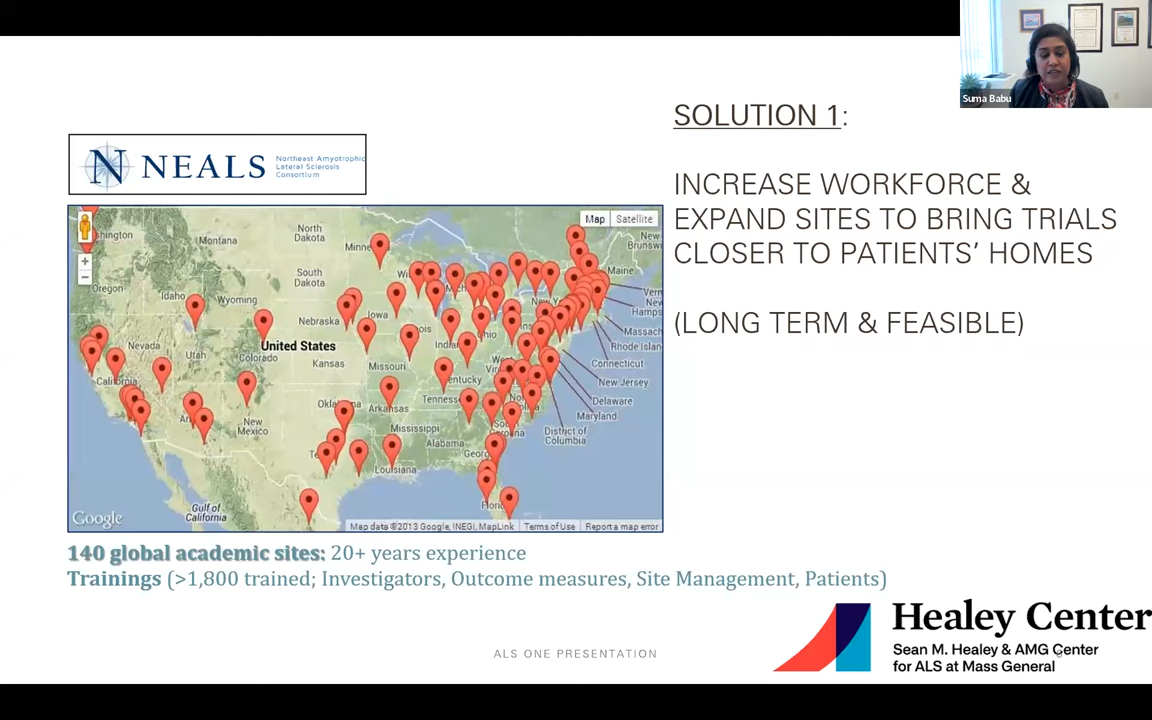 Suma Babu
SOLUTION 1:
INCREASE WORKFORCE &
EXPAND SITES TO BRING TRIALS
CLOSER TO PATIENTS' HOMES
(LONG TERM & FEASIBLE)
N NEALS
Northeast Amyotrophic
Lateral Sclerosis
Consortium
Map Satellite
Montana
North
Dakota
Minne
South
Dakota
Oregon
Idaho
Wyoming
Iowa
Nebraska
Maine
New York
Massach
Rhode Island
Connecticut
New Jersey
Delaware
Maryland
District of
Columbia
Nevada
Utah
Colorado
United States
Kansas
Missouri
California
New
Mexico
Arkansas
Mississippi
Alabama
Louisiana
Gulf of
California
Google
Map data ©2013 Google, INEGI, MapLink
Terms of Use
Report a map error
140 global academic sites: 20+ years experience
Trainings (>1,800 trained; Investigators, Outcome measures, Site Management, Patients)
ALS ONE PRESENTATION
Healey Center
Sean M. Healey & AMG Center
for ALS at Mass General